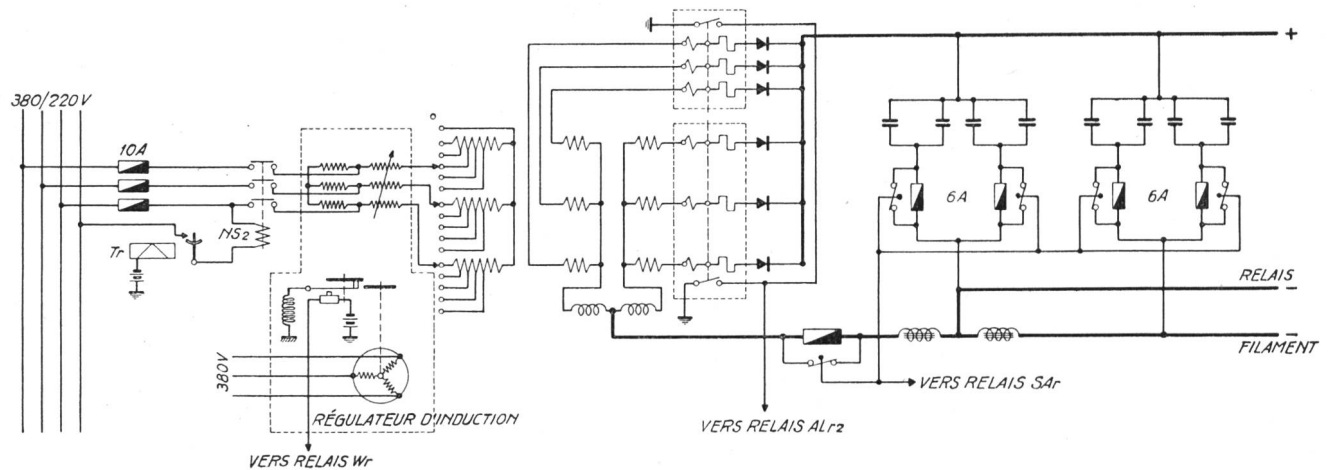 380/220V
10A
Tr
NS2
380V
RÉGULATEUR D'INDUCTION
VERS RELAIS Wr
+
6A
6A
RELAIS
−
−
FILAMENT
VERS RELAIS SAr
VERS RELAIS ALr2